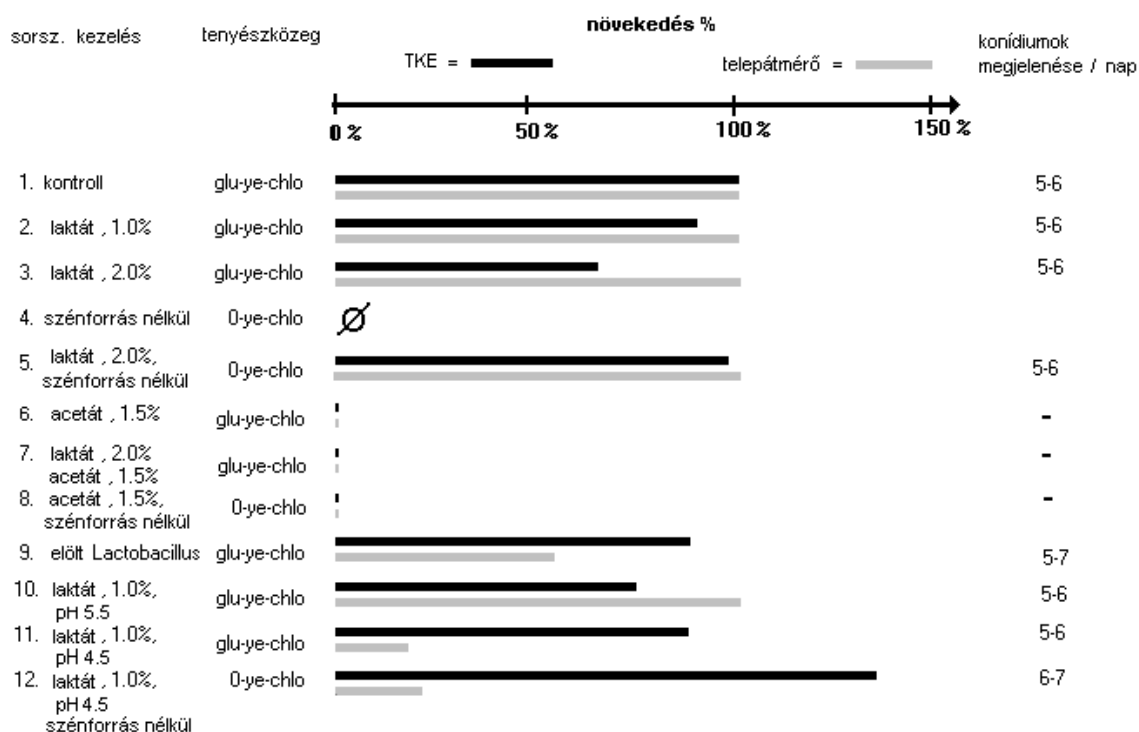 növekedés %
sorsz. kezelés tenyészközeg konídiumok
TKE = telepátmérő = megjelenése / nap
0 % 50 % 100 % 150 %
1. kontroll glu-ye-chlo 5-6
2. laktát , 1.0% glu-ye-chlo 5-6
3. laktát , 2.0% glu-ye-chlo 5-6
4. szénforrás nélkül 0-ye-chlo Ø
5. laktát , 2.0%,
szénforrás nélkül 0-ye-chlo 5-6
6. acetát , 1.5% glu-ye-chlo -
7. laktát , 2.0%
acetát , 1.5% glu-ye-chlo -
8. acetát , 1.5%,
szénforrás nélkül 0-ye-chlo -
9. elött Lactobacillus glu-ye-chlo 5-7
10. laktát , 1.0%,
pH 5.5 glu-ye-chlo 5-6
11. laktát , 1.0%,
pH 4.5 glu-ye-chlo 5-6
12. laktát , 1.0%, 0-ye-chlo 6-7
pH 4.5
szénforrás nélkül